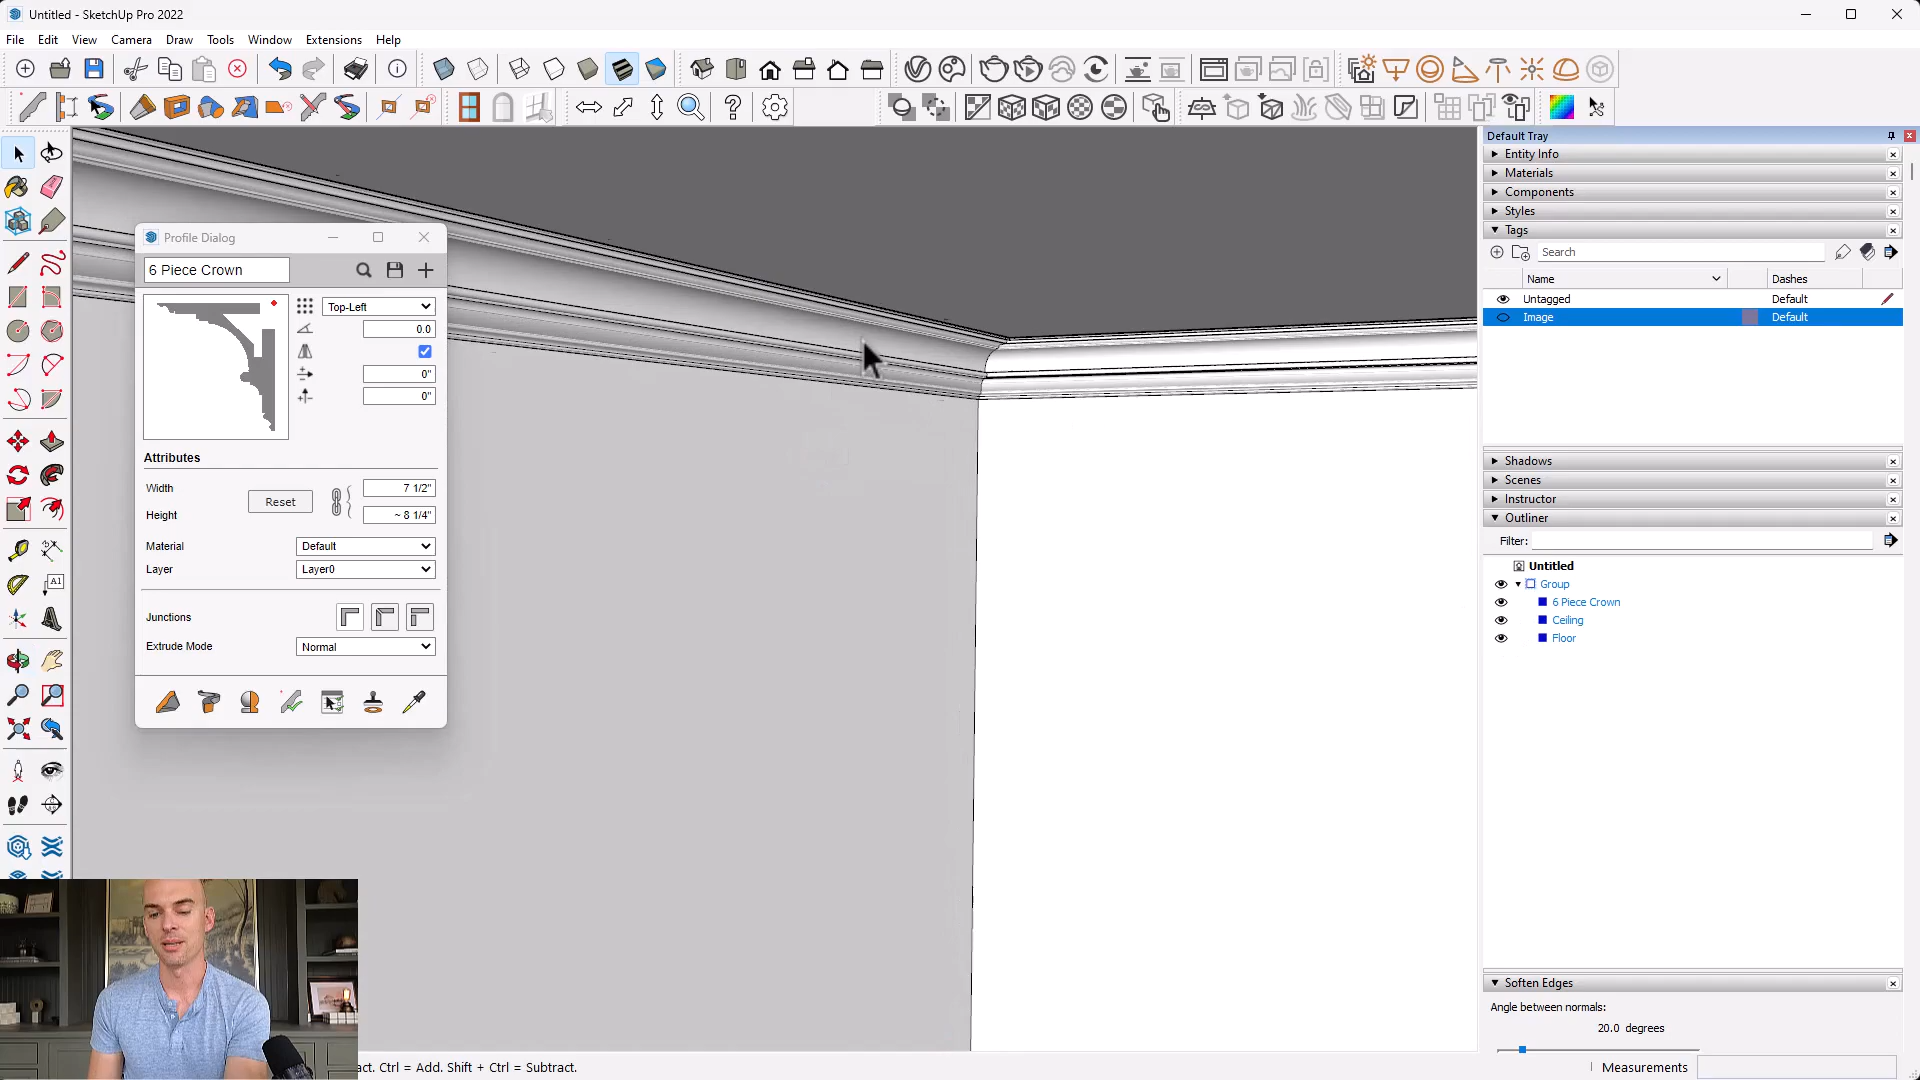 Untitled - SketchUp Pro 2022
File Edit View Camera Draw Tools Window Extensions Help
Default Tray
Entity Info
Materials
Components
Styles
Tags
Search
Name Dashes
Untagged Default
Image Default
Shadows
Scenes
Instructor
Outliner
Filter:
Untitled
Group
6 Piece Crown
Ceiling
Floor
Soften Edges
Angle between normals:
20.0 degrees
Profile Dialog
6 Piece Crown
Top-Left
0.0
0"
0"
Attributes
Width Reset 7 1/2"
Height ~ 8 1/4"
Material Default
Layer Layer0
Junctions
Extrude Mode Normal
A1
act. Ctrl = Add. Shift + Ctrl = Subtract.
Measurements